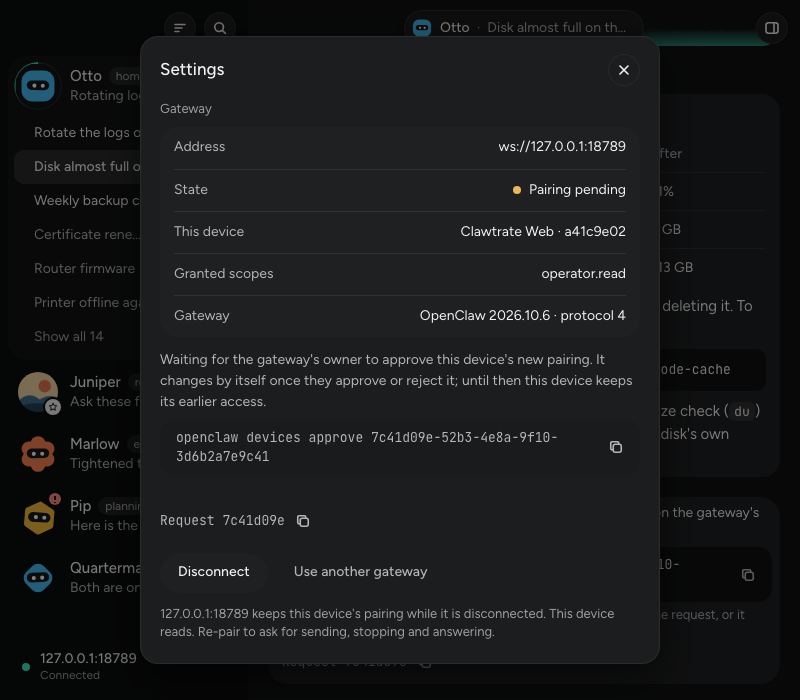 Otto · Disk almost full on th...
Otto
Rotating lo
Rotate the logs o
Disk almost full o
Weekly backup c
Certificate rene...
Router firmware
Printer offline aga
Show all 14
Juniper
Ask these f
Marlow
Tightened f
Pip
Here is the
Quarterma
Both are on
127.0.0.1:18789
Connected
Settings
Gateway
Address ws://127.0.0.1:18789
State Pairing pending
This device Clawtrate Web · a41c9e02
Granted scopes operator.read
Gateway OpenClaw 2026.10.6 · protocol 4
Waiting for the gateway's owner to approve this device's new pairing. It
changes by itself once they approve or reject it; until then this device keeps
its earlier access.
openclaw devices approve 7c41d09e-52b3-4e8a-9f10-
3d6b2a7e9c41
Request 7c41d09e
Disconnect Use another gateway
127.0.0.1:18789 keeps this device's pairing while it is disconnected. This device
reads. Re-pair to ask for sending, stopping and answering.
fter
1%
GB
13 GB
deleting it. To
ode-cache
ze check ( du )
disk's own
n the gateway's
10-
e request, or it